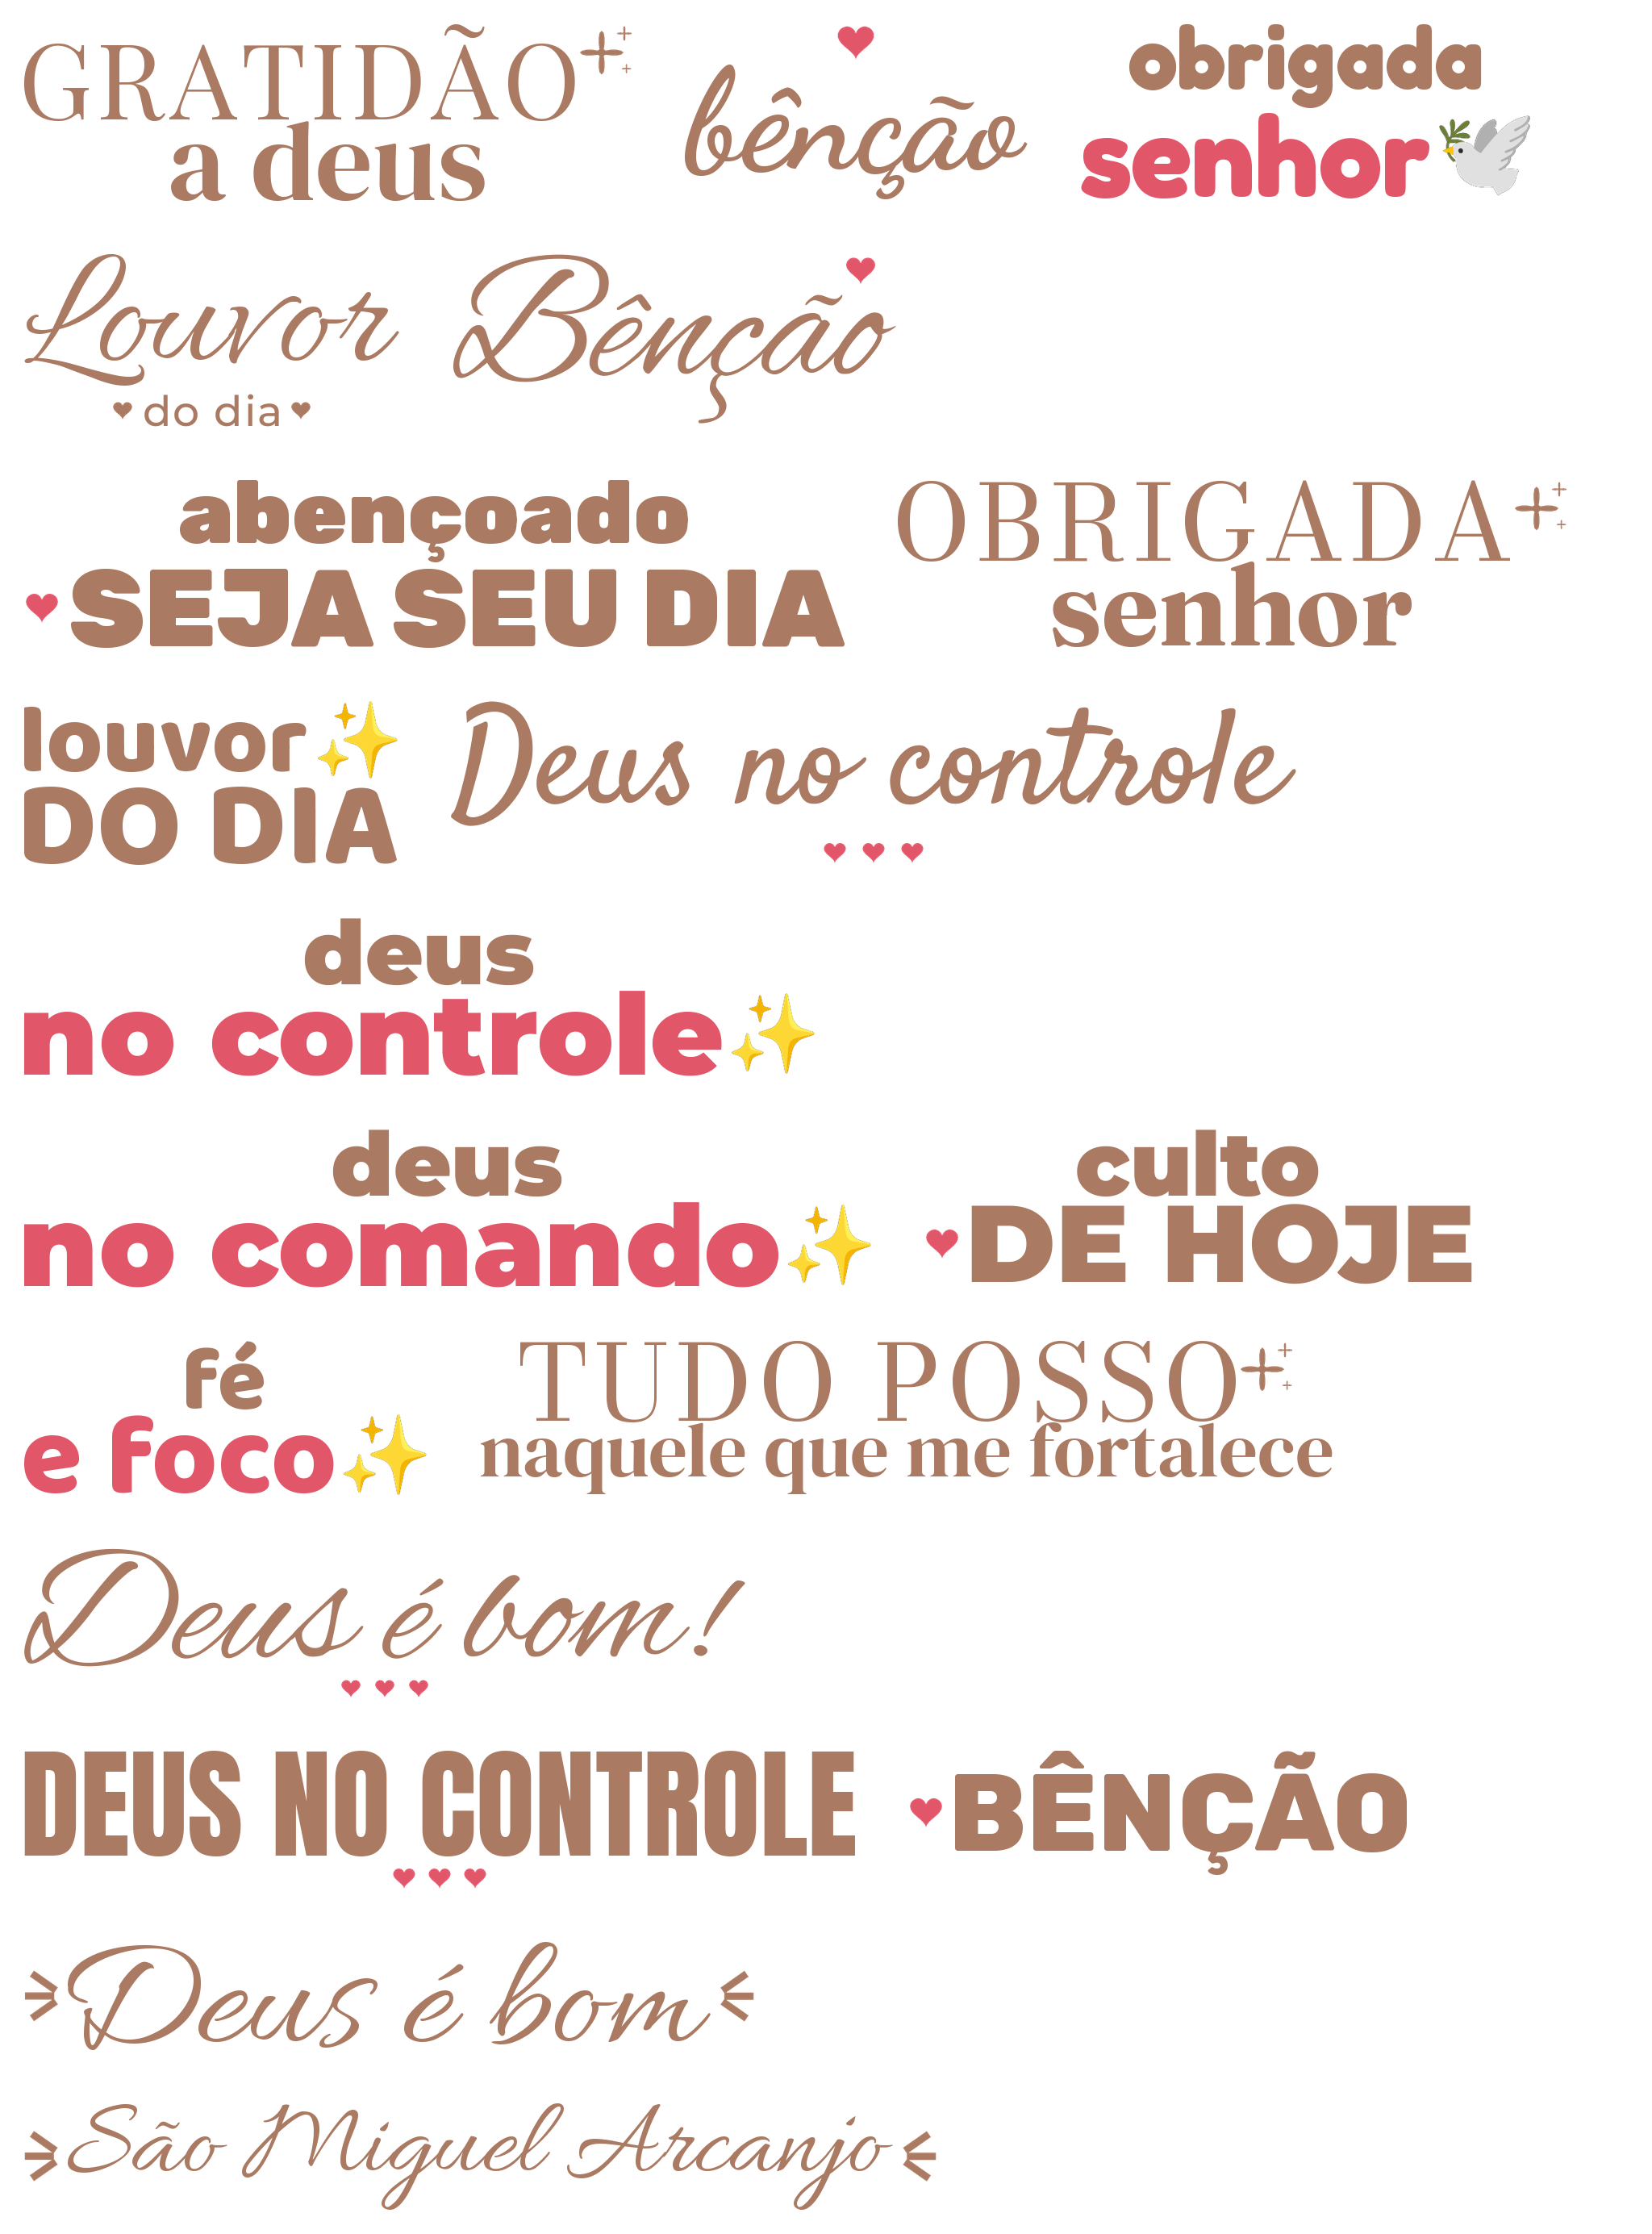 GRATIDÃO
a deus
bênção
obrigada
senhor
Louvor
do dia
Bênção
abençoado
SEJA SEU DIA
OBRIGADA
senhor
louvor
DO DIA
Deus no controle
deus
no controle
deus
no comando
culto
DE HOJE
fé
e foco
TUDO POSSO
naquele que me fortalece
Deus é bom!
DEUS NO CONTROLE
BÊNÇÃO
Deus é bom
São Miguel Arcanjo